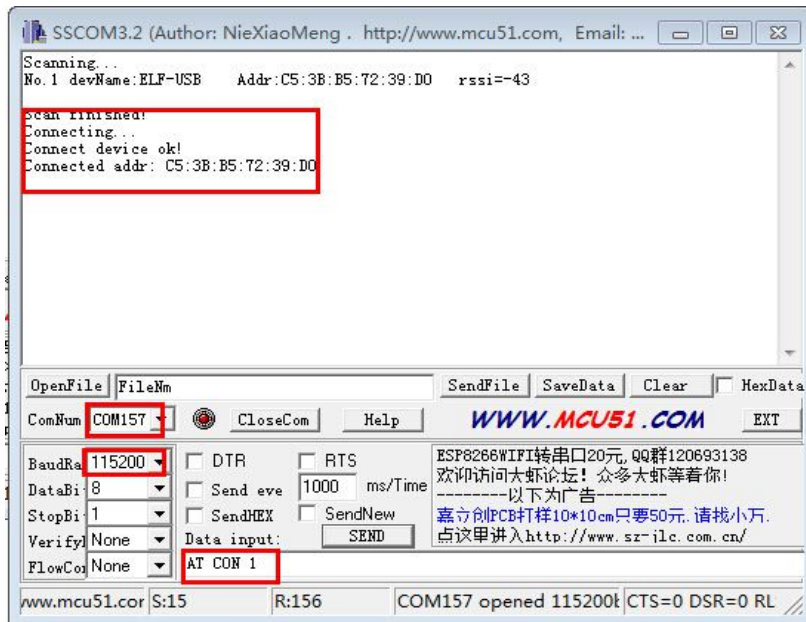 SSCOM3.2 (Author: NieXiaoMeng . http://www.mcu51.com, Email: ...
Scanning...
No.1 devName:ELF-USB Addr:C5:3B:B5:72:39:D0 rssi=-43
Scan finished!
Connecting...
Connect device ok!
Connected addr: C5:3B:B5:72:39:D0
OpenFile FileNm SendFile SaveData Clear HexData
ComNum COM157 CloseCom Help WWW.MCU51.COM EXT
BaudRa 115200 DTR RTS
DataBi 8 Send eve 1000 ms/Time
StopBi 1 SendHEX SendNew
VerifyB None Data input: SEND
FlowCon None AT CON 1
ESP8266WIFI转串口20元,QQ群120693138
欢迎访问大虾论坛! 众多大虾等着你!
--------以下为广告--------
嘉立创PCB打样10*10cm只要50元.请找小万.
点这里进入http://www.sz-jlc.com.cn/
www.mcu51.cor S:15 R:156 COM157 opened 115200b CTS=0 DSR=0 RL